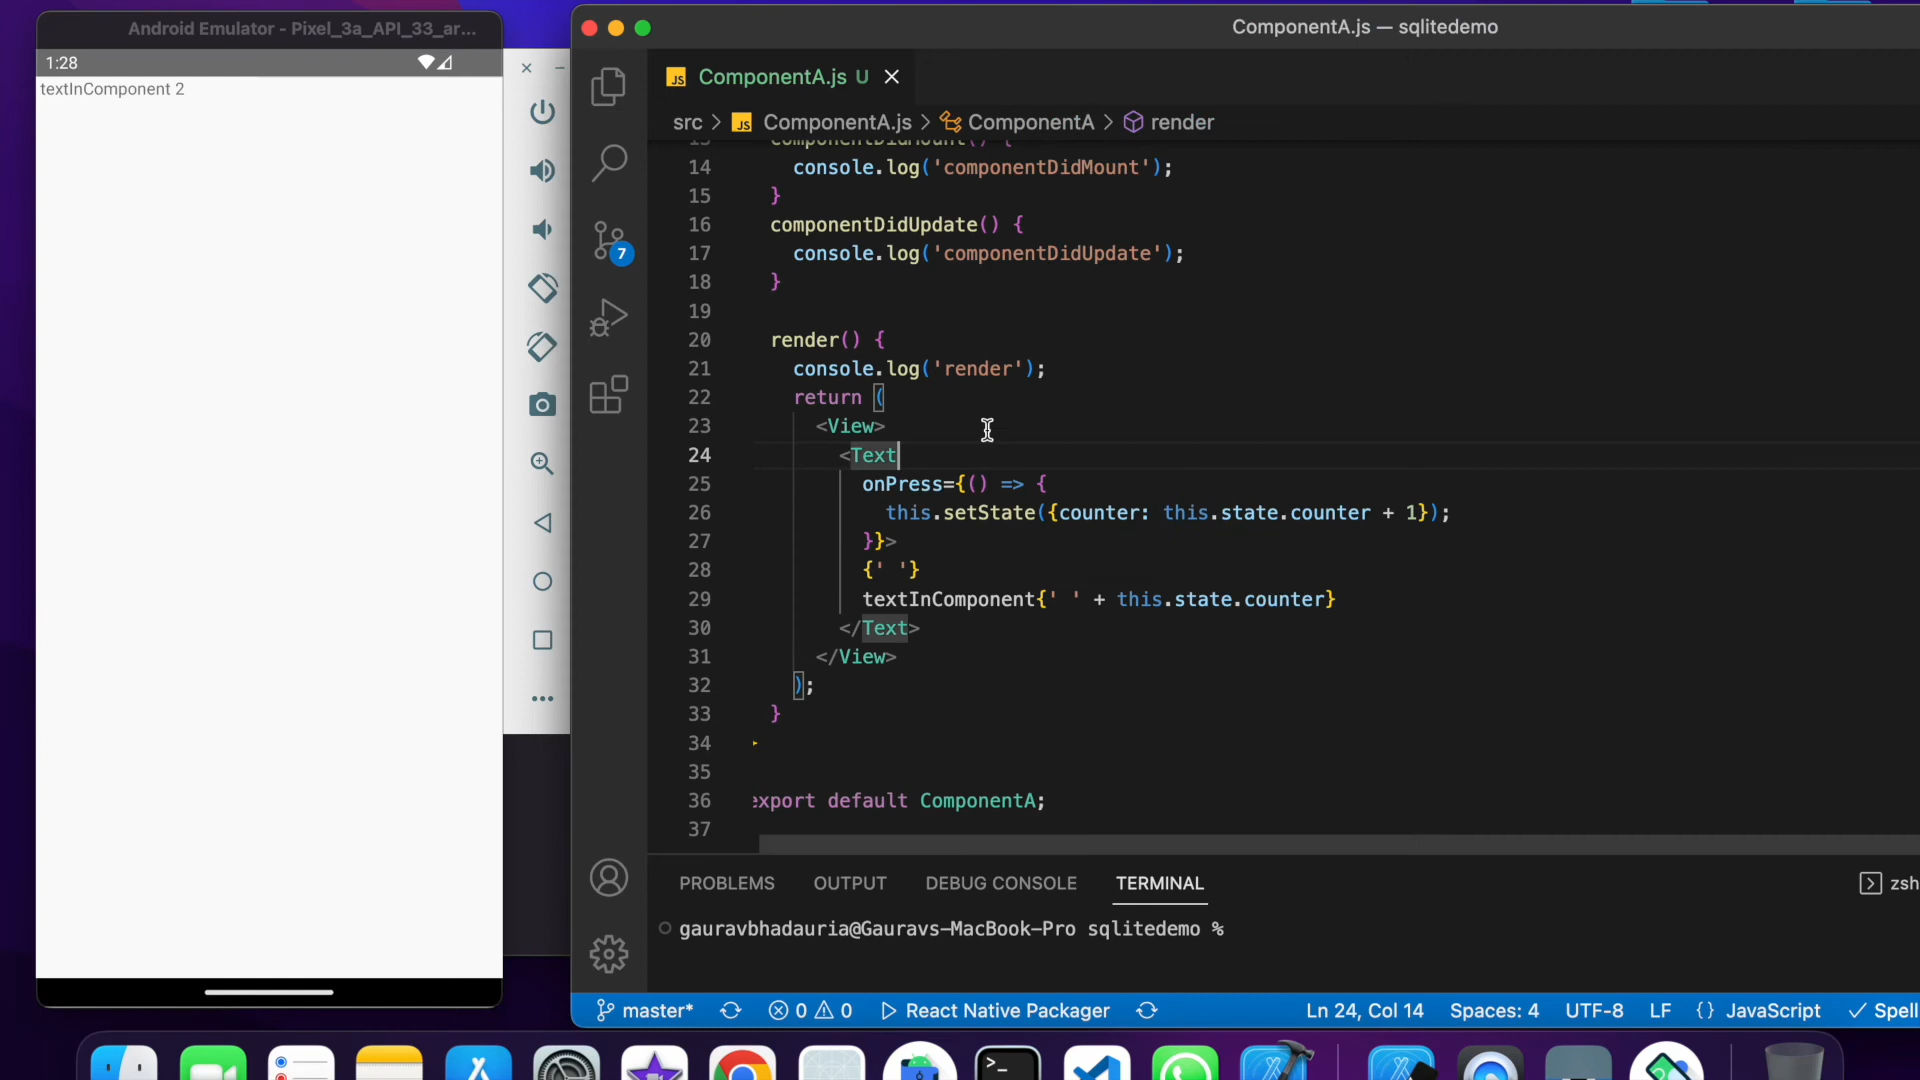 Android Emulator - Pixel_3a_API_33_ar...
1:28
textInComponent 2
ComponentA.js — sqlitedemo
JS ComponentA.js U
src > JS ComponentA.js > ComponentA > render
13 componentDidMount() {
14 console.log('componentDidMount');
15 }
16 componentDidUpdate() {
17 console.log('componentDidUpdate');
18 }
19
20 render() {
21 console.log('render');
22 return (
23 <View>
24 <Text
25 onPress={() => {
26 this.setState({counter: this.state.counter + 1});
27 }}>
28 {' '}
29 textInComponent{' ' + this.state.counter}
30 </Text>
31 </View>
32 );
33 }
34
35
36 export default ComponentA;
37
7
PROBLEMS OUTPUT DEBUG CONSOLE TERMINAL zsh
gauravbhadauria@Gauravs-MacBook-Pro sqlitedemo %
master* 0 0 React Native Packager Ln 24, Col 14 Spaces: 4 UTF-8 LF {} JavaScript Spell